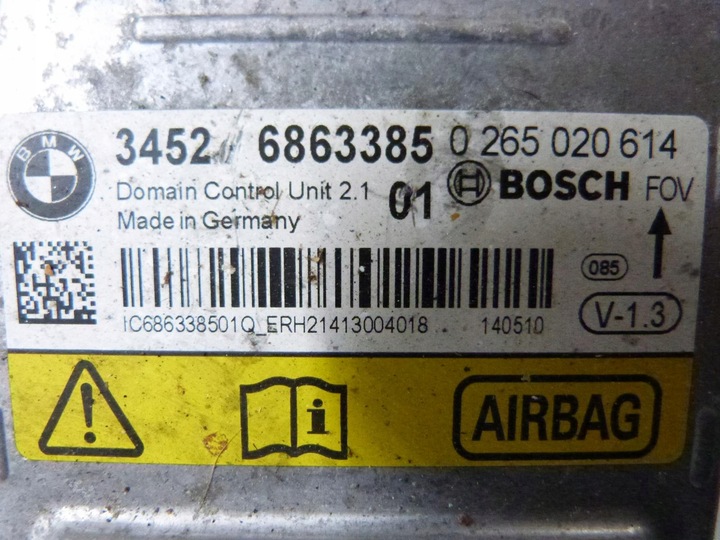 BMW
3452 6863385 0 265 020 614
Domain Control Unit 2.1 01 BOSCH FOV
Made in Germany
085
IC686338501Q_ERH21413004018 140510
V-1.3
i
AIRBAG